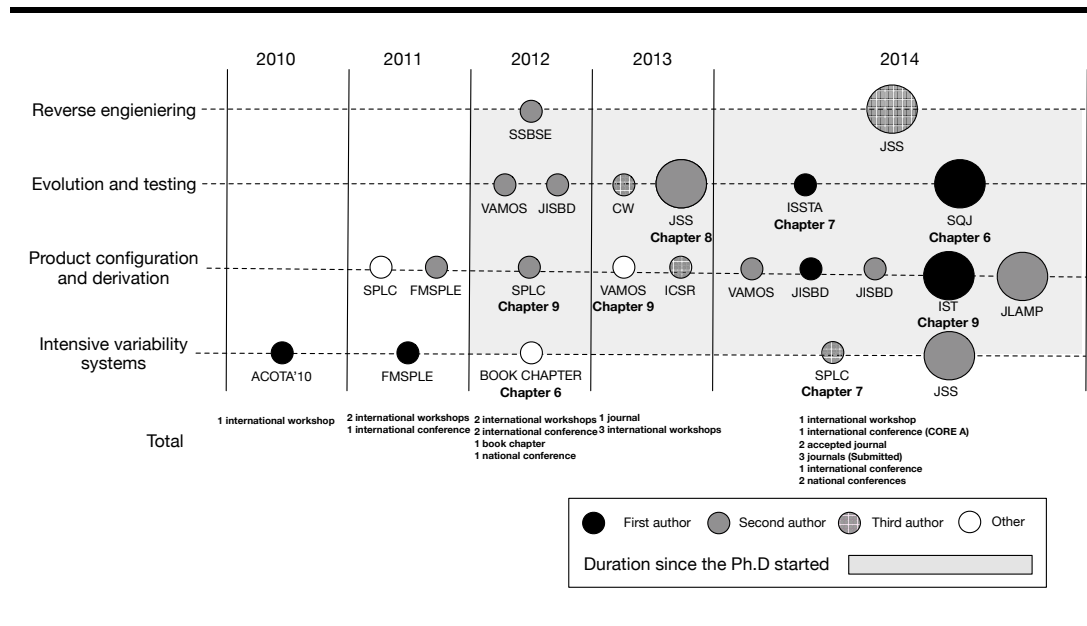 2010 2011 2012 2013 2014
Reverse engieniering
SSBSE
JSS
Evolution and testing
VAMOS JISBD CW JSS ISSTA SQJ
Chapter 8 Chapter 7 Chapter 6
Product configuration
and derivation
SPLC FMSPLE SPLC VAMOS ICSR VAMOS JISBD JISBD IST JLAMP
Chapter 9 Chapter 9 Chapter 9
Intensive variability
systems
ACOTA'10 FMSPLE BOOK CHAPTER SPLC JSS
Chapter 6 Chapter 7
Total
1 international workshop
2 international workshops
1 international conference
2 international workshops
2 international conference
1 book chapter
1 national conference
1 journal
3 international workshops
1 international workshop
1 international conference (CORE A)
2 accepted journal
3 journals (Submitted)
1 international conference
2 national conferences
First author Second author Third author Other
Duration since the Ph.D started